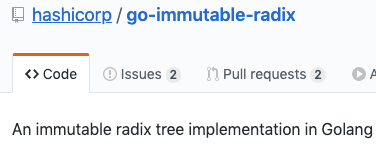 hashicorp / go-immutable-radix
<> Code Issues 2 Pull requests 2
An immutable radix tree implementation in Golang